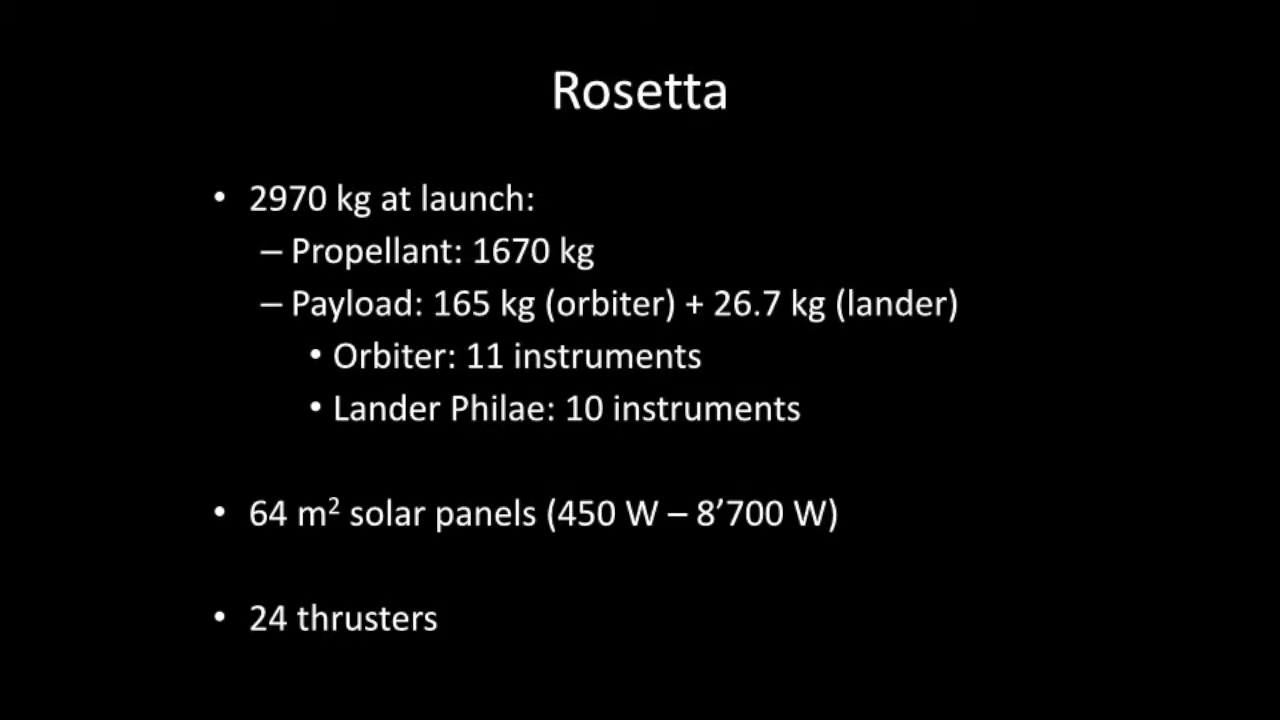 Rosetta
• 2970 kg at launch:
– Propellant: 1670 kg
– Payload: 165 kg (orbiter) + 26.7 kg (lander)
• Orbiter: 11 instruments
• Lander Philae: 10 instruments
• 64 m² solar panels (450 W – 8’700 W)
• 24 thrusters